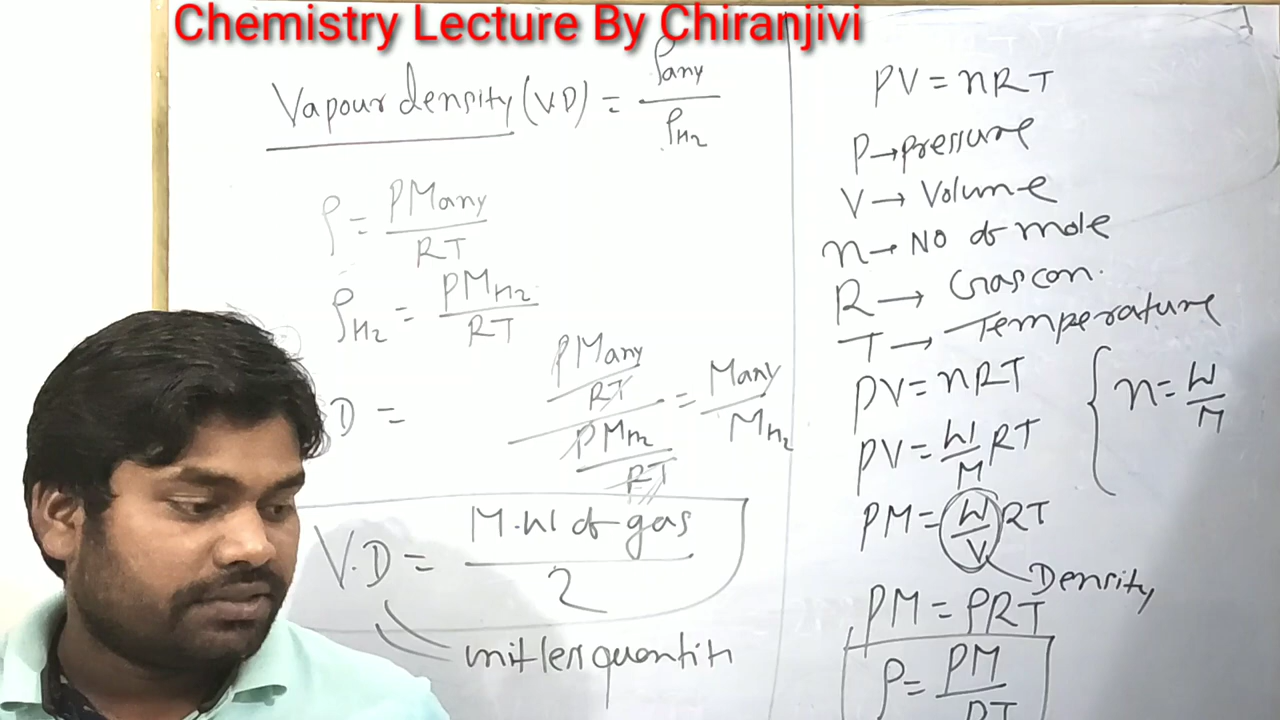 Chemistry Lecture By Chiranjivi
Vapour density (V.D) = ρany / ρH₂
ρ = PMany / RT
ρH₂ = PMH₂ / RT
D = (PMany / RT) / (PMH₂ / RT) = Many / MH₂
V.D = M.wt of gas / 2
unitless quantiti
PV = nRT
P → pressure
V → Volume
n → No of mole
R → Gas con.
T → Temperature
PV = nRT { n = W / M
PV = W / M RT
PM = W / V RT
Density
PM = ρRT
ρ = PM / RT